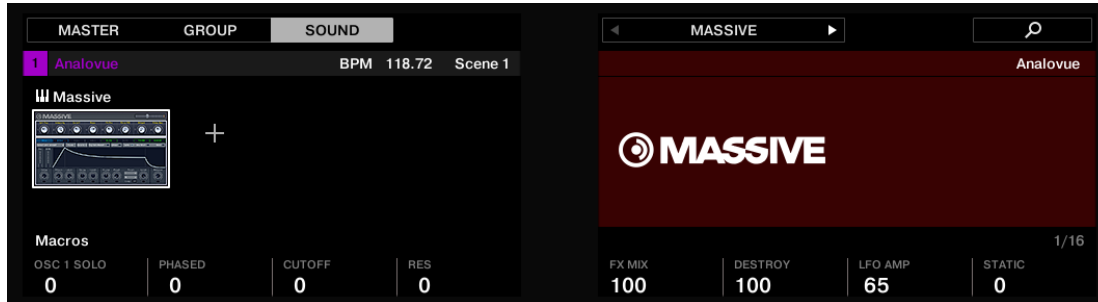 MASTER GROUP SOUND
1 Analovue BPM 118.72 Scene 1
Massive
MASSIVE
Macros
OSC 1 SOLO PHASED CUTOFF RES
0 0 0 0
MASSIVE
Analovue
MASSIVE
1/16
FX MIX DESTROY LFO AMP STATIC
100 100 65 0